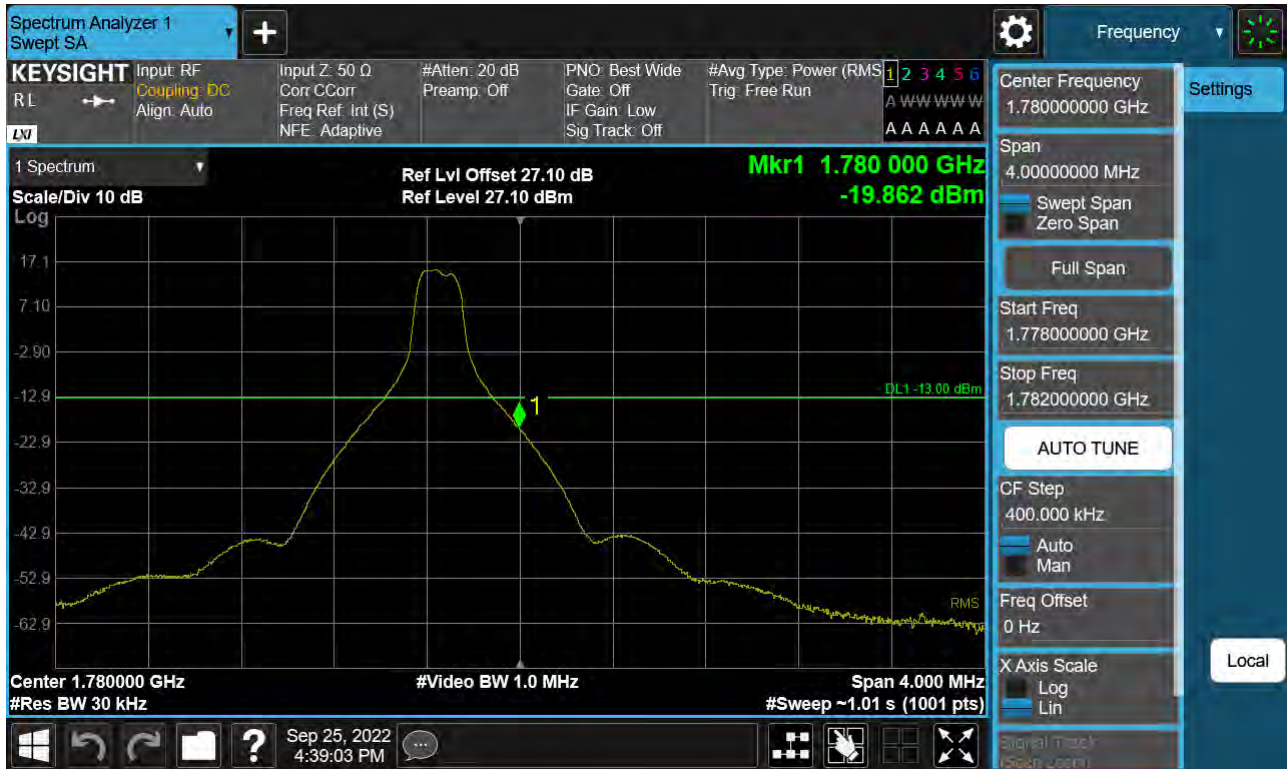 Spectrum Analyzer 1
Swept SA
+
Frequency
KEYSIGHT
RL
LXI
Input: RF
Coupling: DC
Align: Auto
Input Z: 50 Ω
Corr CCorr
Freq Ref: Int (S)
NFE: Adaptive
#Atten: 20 dB
Preamp: Off
PNO: Best Wide
Gate: Off
IF Gain: Low
Sig Track: Off
#Avg Type: Power (RMS
Trig: Free Run
1 2 3 4 5 6
A W W W W W
A A A A A A
1 Spectrum
Scale/Div 10 dB
Ref Lvl Offset 27.10 dB
Ref Level 27.10 dBm
Mkr1 1.780 000 GHz
-19.862 dBm
Log
17.1
7.10
-2.90
-12.9
-22.9
-32.9
-42.9
-52.9
-62.9
DL1 -13.00 dBm
1
RMS
Center 1.780000 GHz
#Video BW 1.0 MHz
Span 4.000 MHz
#Res BW 30 kHz
#Sweep ~1.01 s (1001 pts)
Center Frequency
1.780000000 GHz
Settings
Span
4.00000000 MHz
Swept Span
Zero Span
Full Span
Start Freq
1.778000000 GHz
Stop Freq
1.782000000 GHz
AUTO TUNE
CF Step
400.000 kHz
Auto
Man
Freq Offset
0 Hz
X Axis Scale
Log
Lin
Local
Signal Track
(Span Zoom)
?
Sep 25, 2022
4:39:03 PM